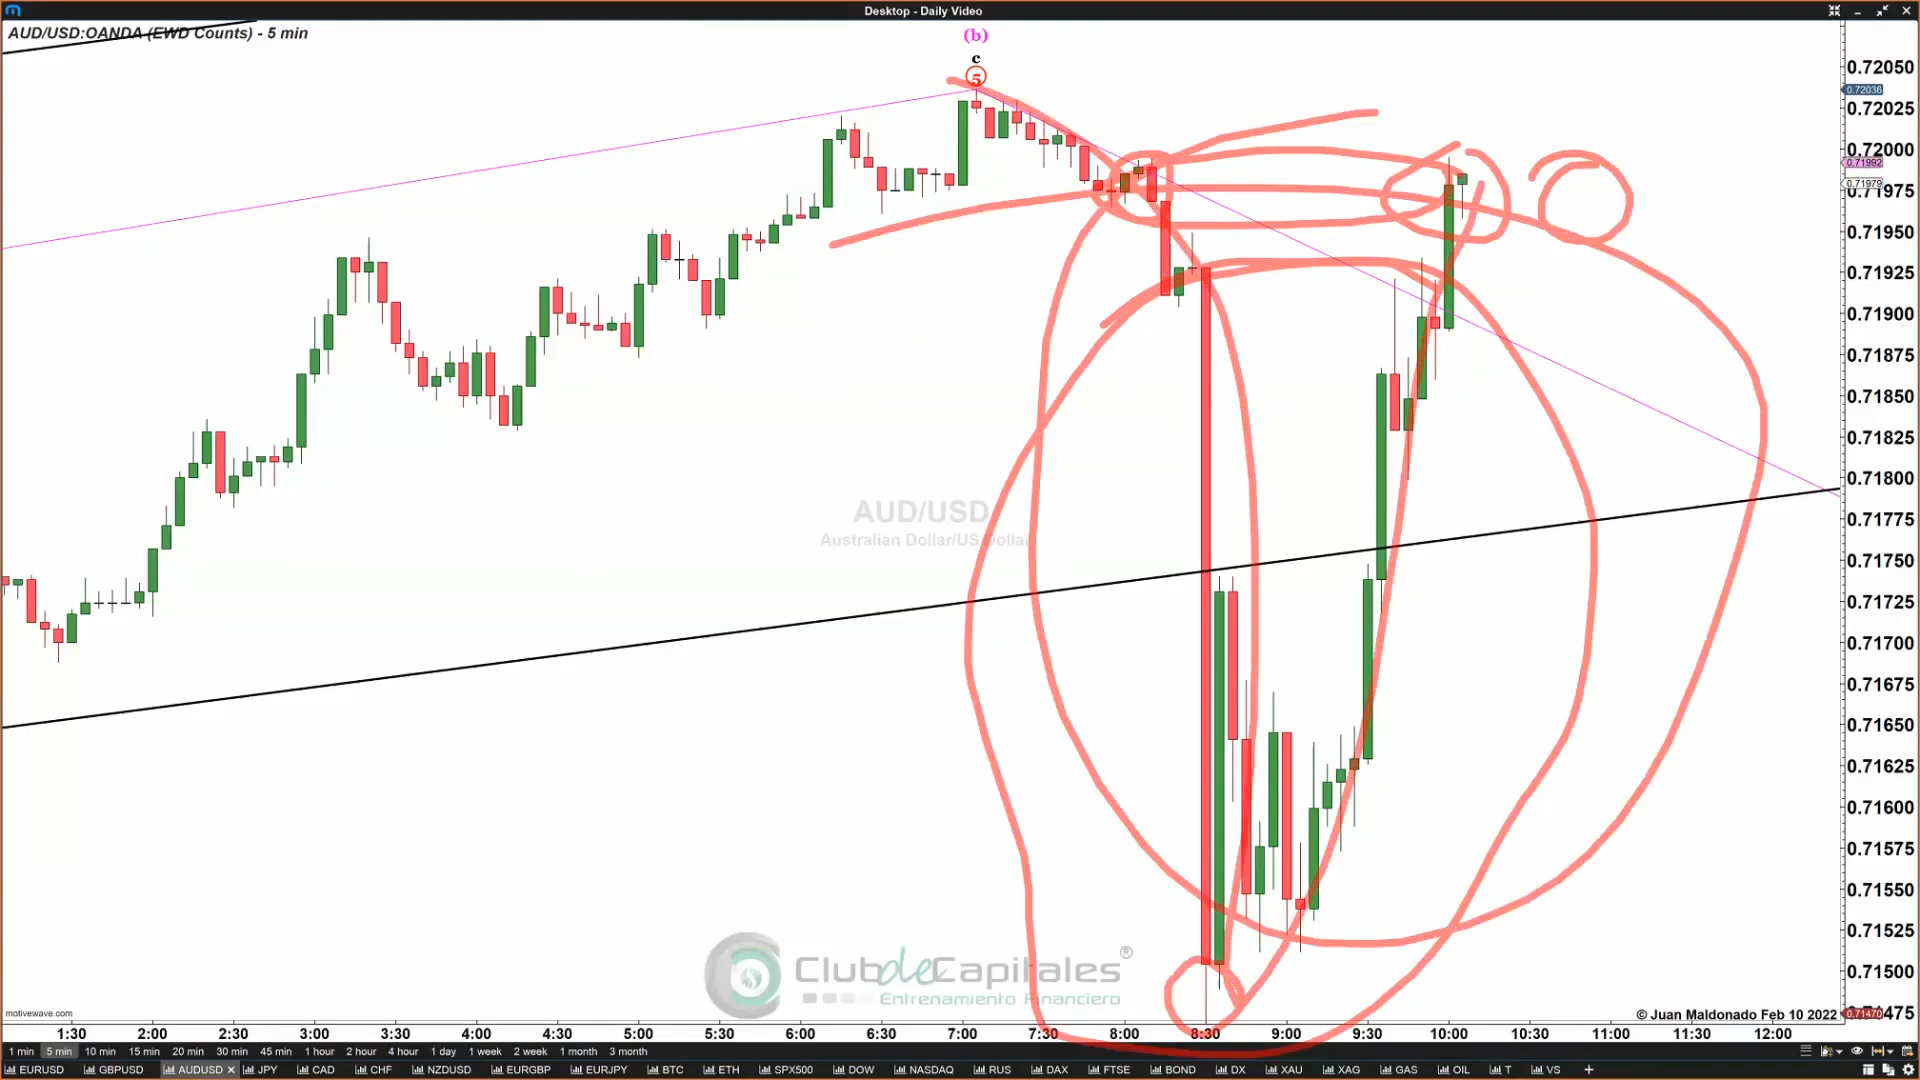 Desktop - Daily Video
AUD/USD:OANDA (EWD Counts) - 5 min
(b)
c
5
0.72050
0.72036
0.72025
0.72000
0.71992
0.71979
0.71975
0.71950
0.71925
0.71900
0.71875
0.71850
0.71825
0.71800
0.71775
0.71750
0.71725
0.71700
0.71675
0.71650
0.71625
0.71600
0.71575
0.71550
0.71525
0.71500
0.71470
AUD/USD
Australian Dollar/US Dollar
ClubdeCapitales®
Entrenamiento Financiero
motivewave.com
© Juan Maldonado Feb 10 2022
1:30 2:00 2:30 3:00 3:30 4:00 4:30 5:00 5:30 6:00 6:30 7:00 7:30 8:00 8:30 9:00 9:30 10:00 10:30 11:00 11:30 12:00
1 min 5 min 10 min 15 min 20 min 30 min 45 min 1 hour 2 hour 4 hour 1 day 1 week 2 week 1 month 3 month
EURUSD GBPUSD AUDUSD JPY CAD CHF NZDUSD EURGBP EURJPY BTC ETH SPX500 DOW NASDAQ RUS DAX FTSE BOND DX XAU XAG GAS OIL T VS